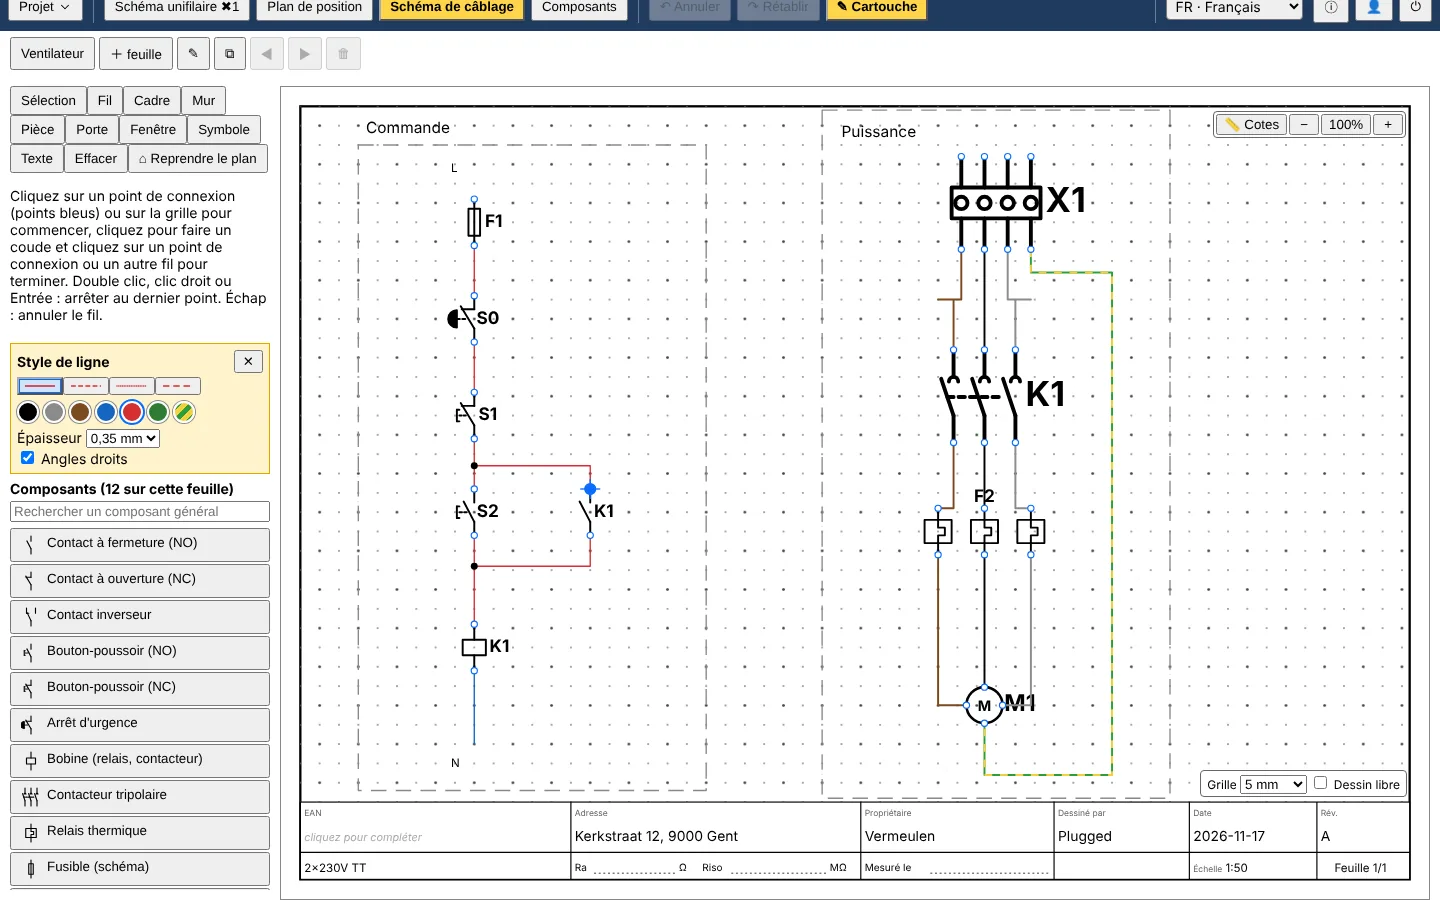 Projet
Schéma unifilaire ✖1
Plan de position
Schéma de câblage
Composants
↶ Annuler
↷ Rétablir
✎ Cartouche
FR · Français
Ventilateur
+ feuille
Sélection
Fil
Cadre
Mur
Pièce
Porte
Fenêtre
Symbole
Texte
Effacer
⌂ Reprendre le plan
Cliquez sur un point de connexion
(points bleus) ou sur la grille pour
commencer, cliquez pour faire un
coude et cliquez sur un point de
connexion ou un autre fil pour
terminer. Double clic, clic droit ou
Entrée : arrêter au dernier point. Échap
: annuler le fil.
Style de ligne
Épaisseur 0,35 mm
Angles droits
Composants (12 sur cette feuille)
Rechercher un composant général
Contact à fermeture (NO)
Contact à ouverture (NC)
Contact inverseur
Bouton-poussoir (NO)
Bouton-poussoir (NC)
Arrêt d'urgence
Bobine (relais, contacteur)
Contacteur tripolaire
Relais thermique
Fusible (schéma)
Commande
L
F1
S0
S1
S2
K1
K1
N
Puissance
X1
K1
F2
M
M1
Cotes
−
100%
+
Grille 5 mm
Dessin libre
EAN
cliquez pour compléter
Adresse
Kerkstraat 12, 9000 Gent
Propriétaire
Vermeulen
Dessiné par
Plugged
Date
2026-11-17
Rév.
A
2×230V TT
Ra
Ω
Riso
MΩ
Mesuré le
Échelle 1:50
Feuille 1/1